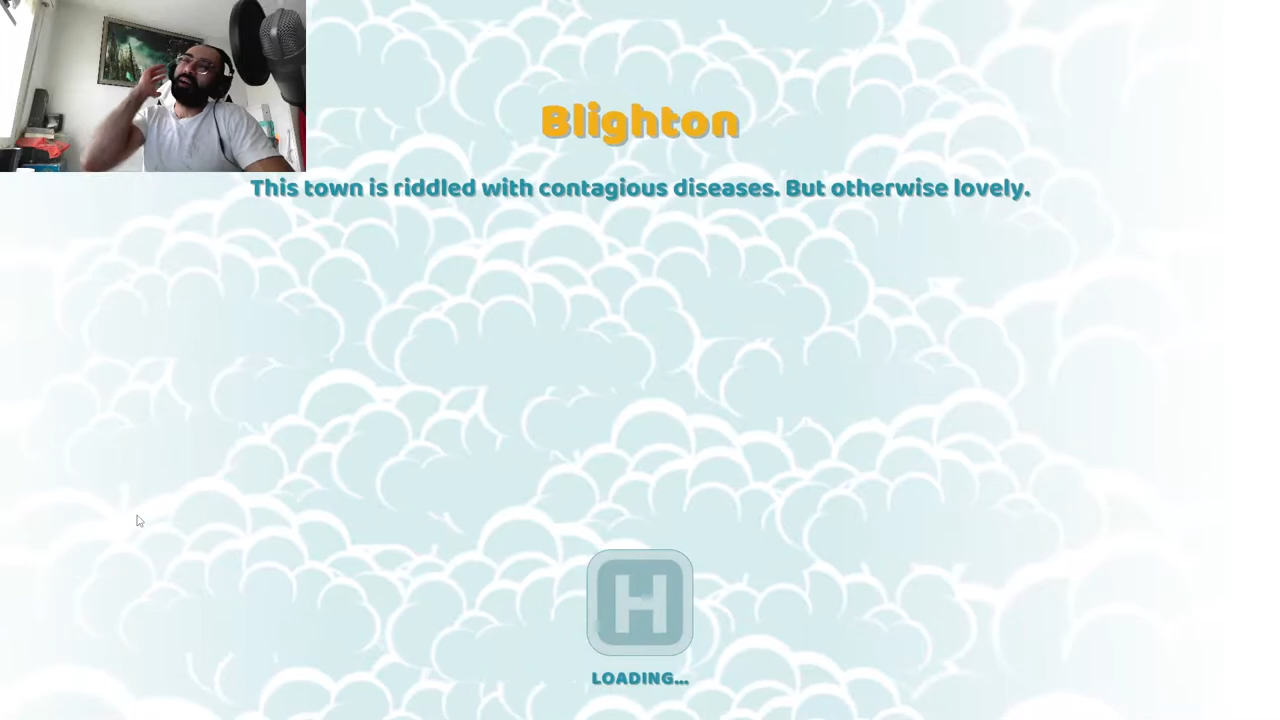 Blighton
This town is riddled with contagious diseases. But otherwise lovely.
H
LOADING...